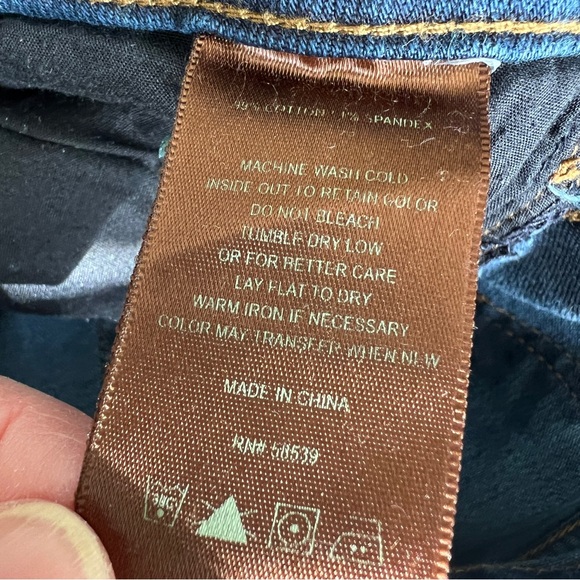 COTTON 1% SPANDEX
MACHINE WASH COLD
INSIDE OUT TO RETAIN COLOR
DO NOT BLEACH
TUMBLE DRY LOW
OR FOR BETTER CARE
LAY FLAT TO DRY
WARM IRON IF NECESSARY
COLOR MAY TRANSFER WHEN NEW
MADE IN CHINA
RN# 58539